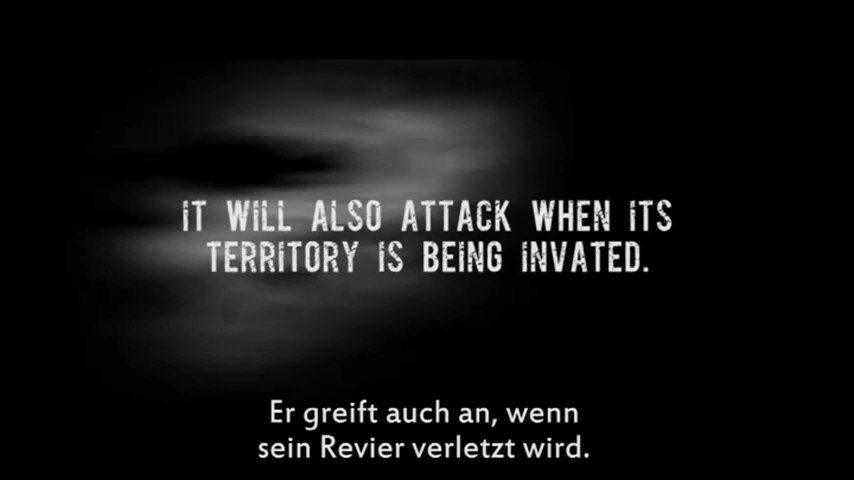 IT WILL ALSO ATTACK WHEN ITS
TERRITORY IS BEING INVATED.
Er greift auch an, wenn
sein Revier verletzt wird.